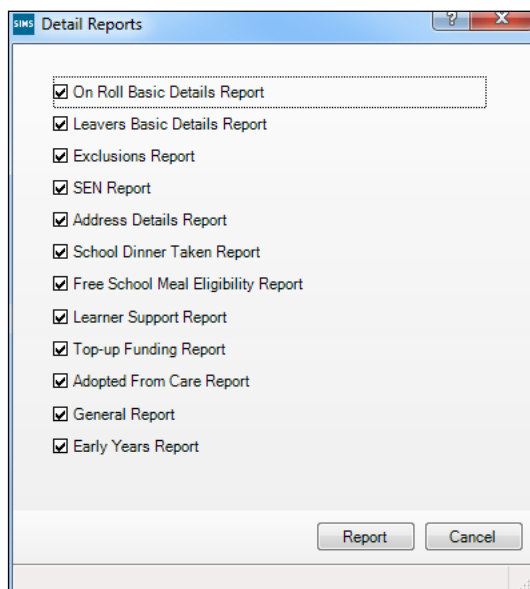 SIMS Detail Reports ? X
On Roll Basic Details Report
Leavers Basic Details Report
Exclusions Report
SEN Report
Address Details Report
School Dinner Taken Report
Free School Meal Eligibility Report
Learner Support Report
Top-up Funding Report
Adopted From Care Report
General Report
Early Years Report
Report Cancel